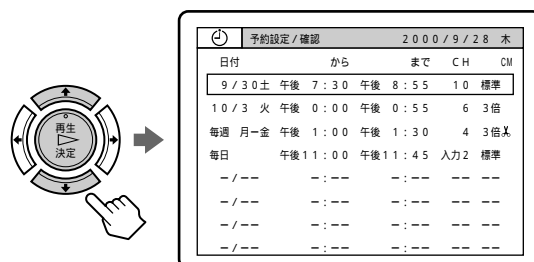 再生
決定
予約設定/確認 2000/9/28 木
日付 から まで CH CM
9/30土 午後 7:30 午後 8:55 10 標準
10/3 火 午後 0:00 午後 0:55 6 3倍
毎週 月ー金 午後 1:00 午後 1:30 4 3倍
毎日 午後11:00 午後11:45 入力2 標準
ー/ーー ー:ーー ー:ーー ーー ーー
ー/ーー ー:ーー ー:ーー ーー ーー
ー/ーー ー:ーー ー:ーー ーー ーー
ー/ーー ー:ーー ー:ーー ーー ーー